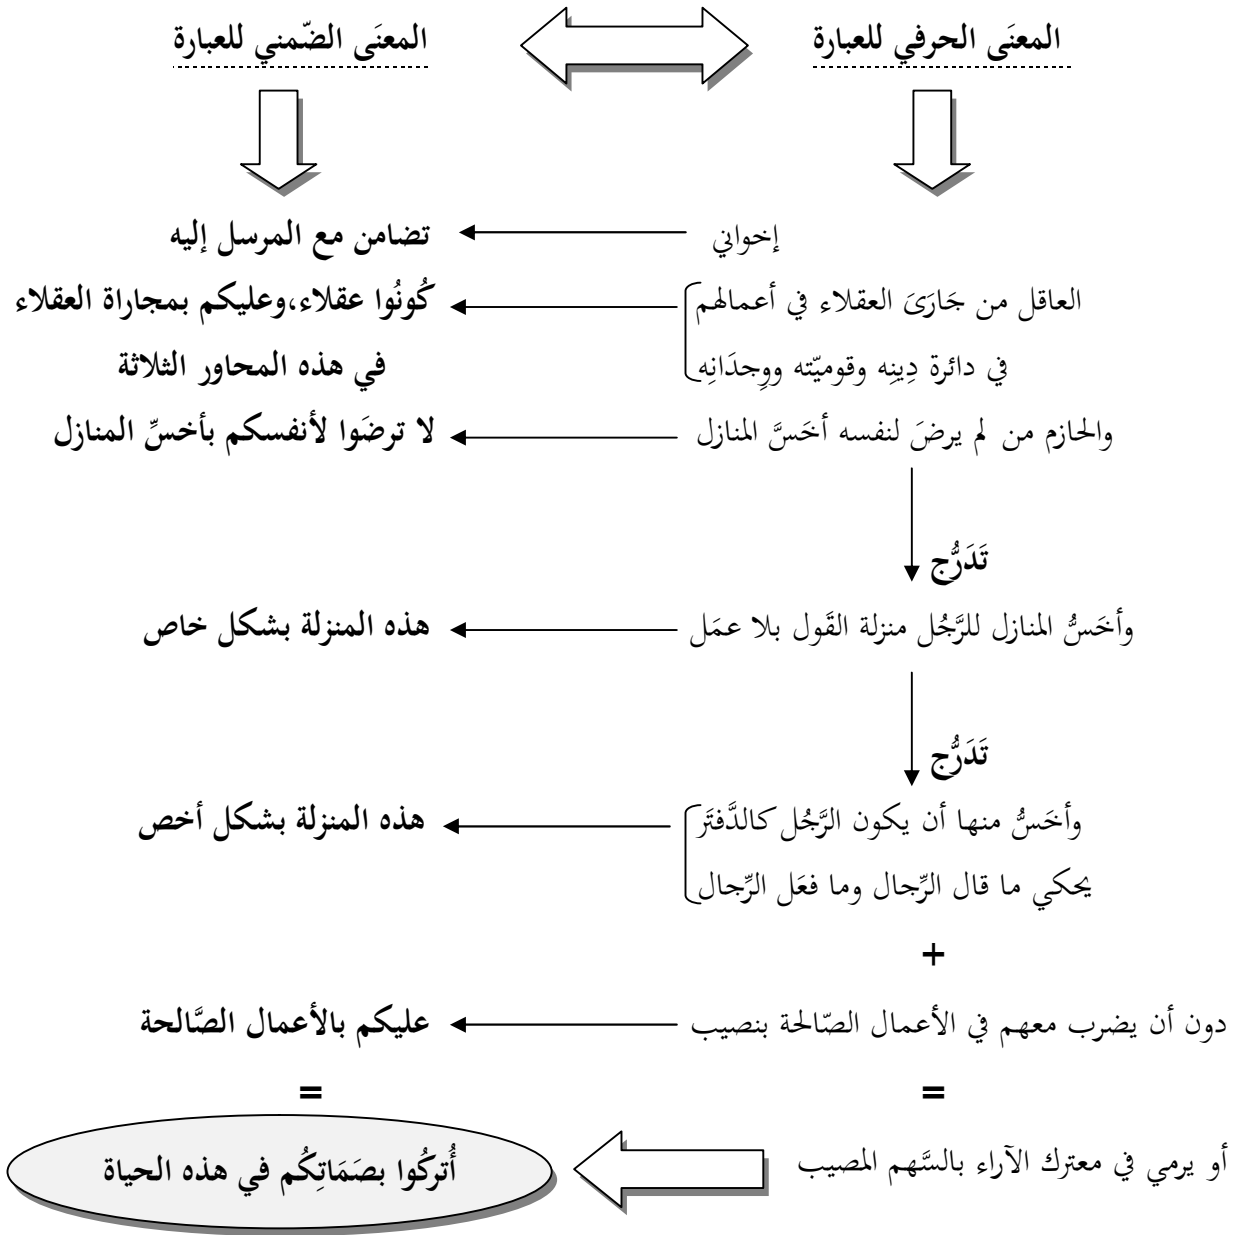 المعنَى الحرفي للعبارة
المعنَى الضّمني للعبارة
إخواني
تضامن مع المرسل إليه
العاقل من جَارَىَ العقلاء في أعمالهم
كُونُوا عقلاء،وعليكم بمجاراة العقلاء
في دائرة دِينِه وقوميّته ووِجدَانِه
في هذه المحاور الثلاثة
والحازم من لم يرضَ لنفسه أخَسَّ المنازل
لا ترضَوا لأنفسكم بأخسِّ المنازل
تَدَرُّج
وأخَسُّ المنازل للرَّجُل منزلة القَول بلا عمَل
هذه المنزلة بشكل خاص
تَدَرُّج
وأخَسُّ منها أن يكون الرَّجُل كالدَّفتَر
هذه المنزلة بشكل أخص
يحكي ما قال الرِّجال وما فعَل الرِّجال
+
دون أن يضرب معهم في الأعمال الصّالحة بنصيب
عليكم بالأعمال الصَّالحة
=
=
أو يرمي في معترك الآراء بالسَّهم المصيب
أُتركُوا بصَمَاتِكُم في هذه الحياة